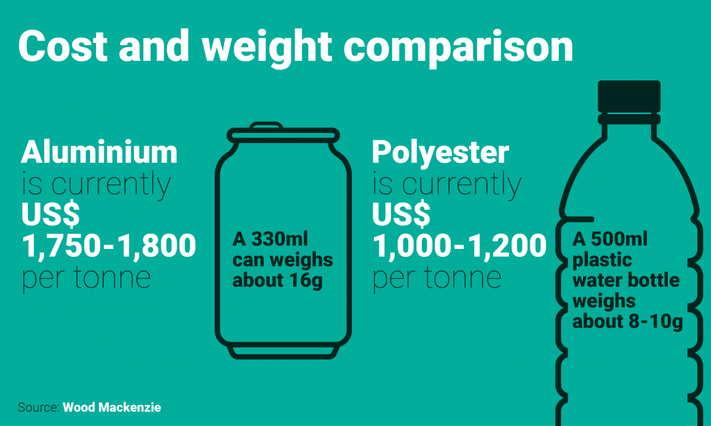 Cost and weight comparison
Aluminium
is currently
US$
1,750-1,800
per tonne
A 330ml
can weighs
about 16g
Polyester
is currently
US$
1,000-1,200
per tonne
A 500ml
plastic
water bottle
weighs
about 8-10g
Source: Wood Mackenzie